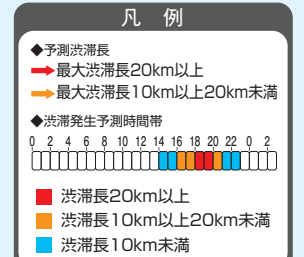 凡 例
◆予測渋滞長
最大渋滞長20km以上
最大渋滞長10km以上20km未満
◆渋滞発生予測時間帯
0 2 4 6 8 10 12 14 16 18 20 22 0 2
渋滞長20km以上
渋滞長10km以上20km未満
渋滞長10km未満